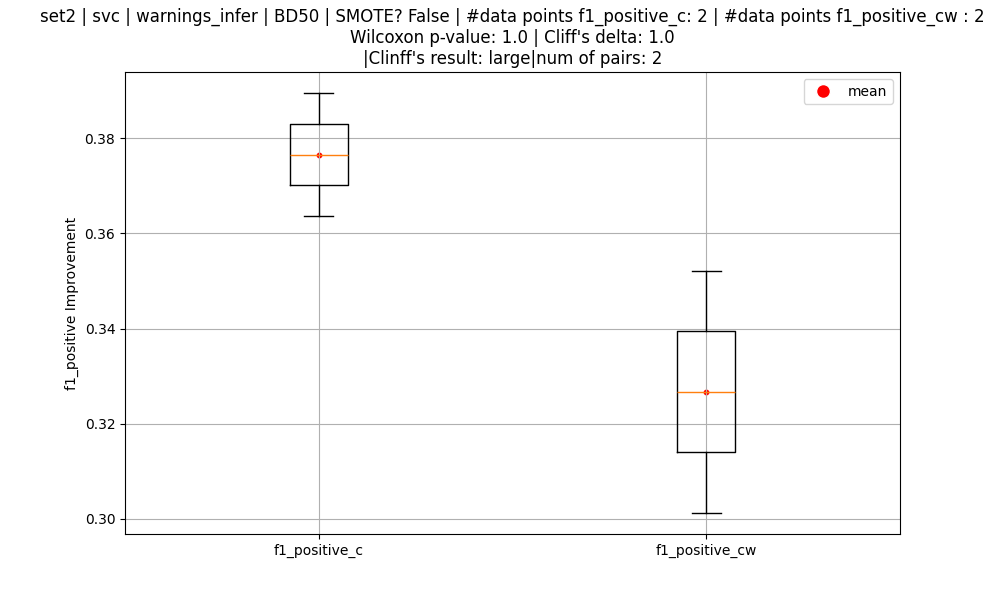 set2 | svc | warnings_infer | BD50 | SMOTE? False | #data points f1_positive_c: 2 | #data points f1_positive_cw : 2
Wilcoxon p-value: 1.0 | Cliff's delta: 1.0
|Clinff's result: large|num of pairs: 2
mean
f1_positive Improvement
0.38
0.36
0.34
0.32
0.30
f1_positive_c
f1_positive_cw